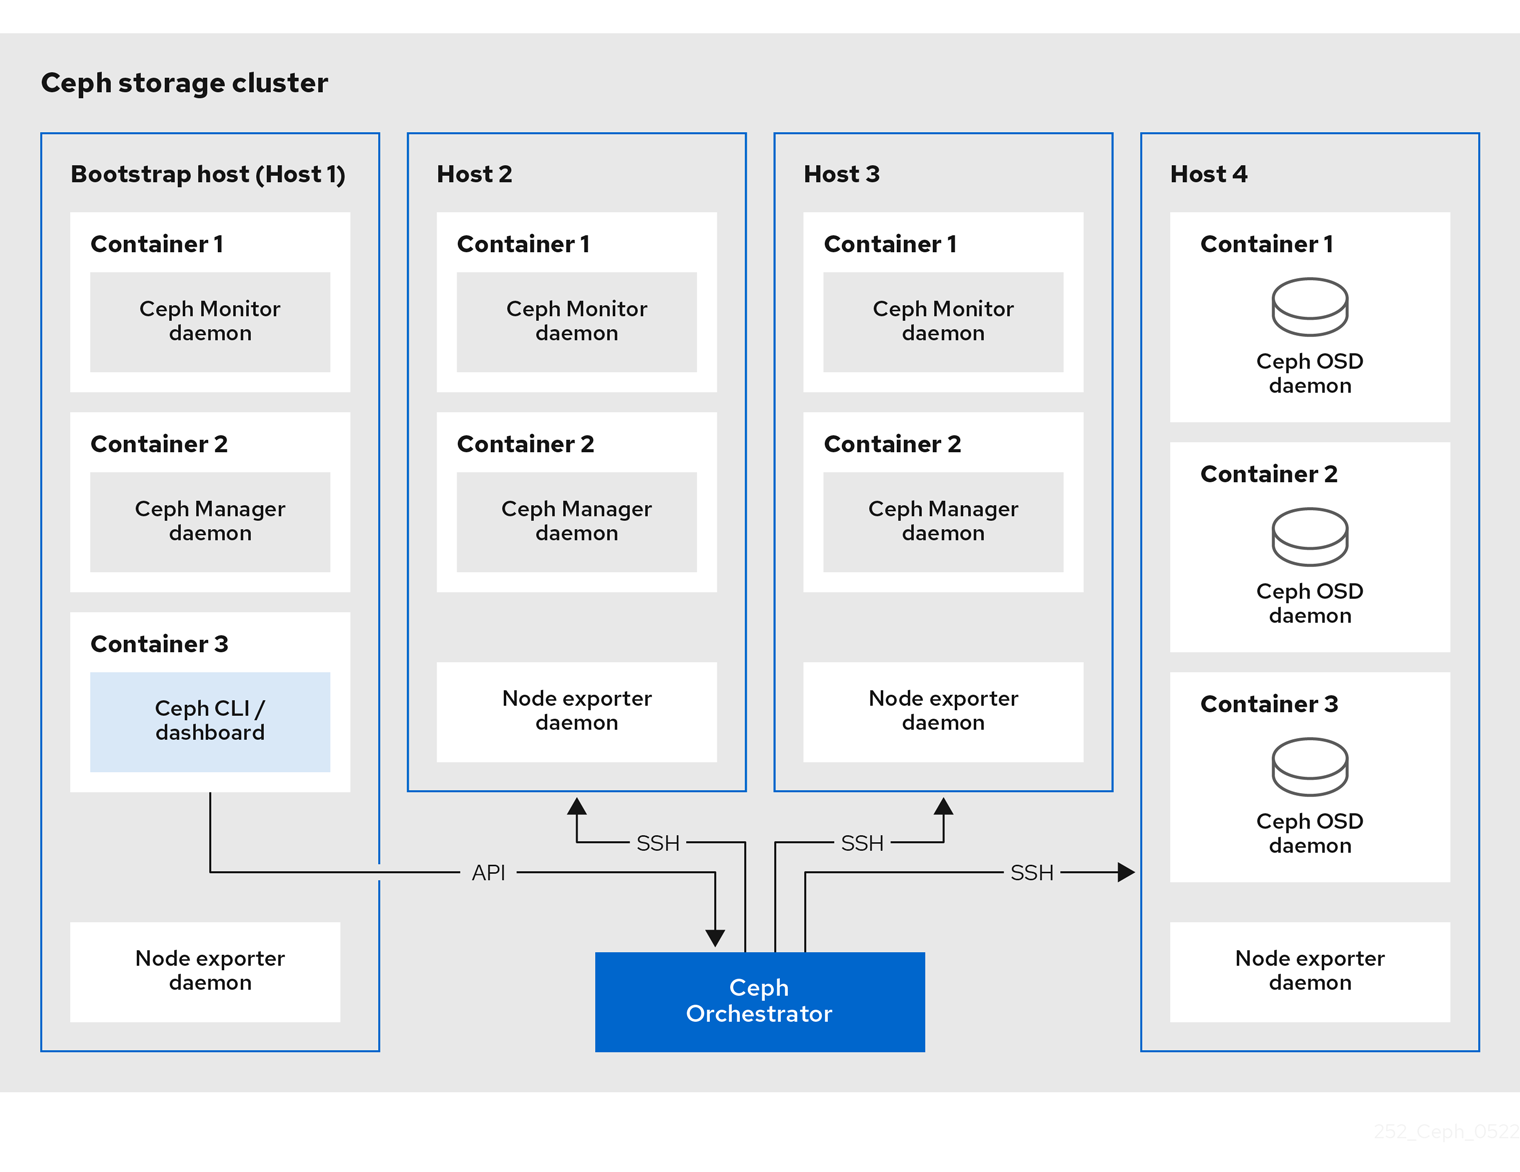 Ceph storage cluster
Bootstrap host (Host 1)
Container 1
Ceph Monitor
daemon
Container 2
Ceph Manager
daemon
Container 3
Ceph CLI /
dashboard
Node exporter
daemon
Host 2
Container 1
Ceph Monitor
daemon
Container 2
Ceph Manager
daemon
Node exporter
daemon
Host 3
Container 1
Ceph Monitor
daemon
Container 2
Ceph Manager
daemon
Node exporter
daemon
Host 4
Container 1
Ceph OSD
daemon
Container 2
Ceph OSD
daemon
Container 3
Ceph OSD
daemon
Node exporter
daemon
SSH
SSH
API
SSH
Ceph
Orchestrator
252_Ceph_0522